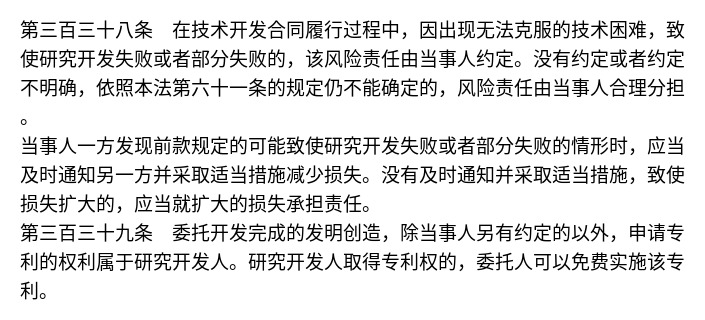 第三百三十八条　在技术开发合同履行过程中，因出现无法克服的技术困难，致
使研究开发失败或者部分失败的，该风险责任由当事人约定。没有约定或者约定
不明确，依照本法第六十一条的规定仍不能确定的，风险责任由当事人合理分担
。
当事人一方发现前款规定的可能致使研究开发失败或者部分失败的情形时，应当
及时通知另一方并采取适当措施减少损失。没有及时通知并采取适当措施，致使
损失扩大的，应当就扩大的损失承担责任。
第三百三十九条　委托开发完成的发明创造，除当事人另有约定的以外，申请专
利的权利属于研究开发人。研究开发人取得专利权的，委托人可以免费实施该专
利。